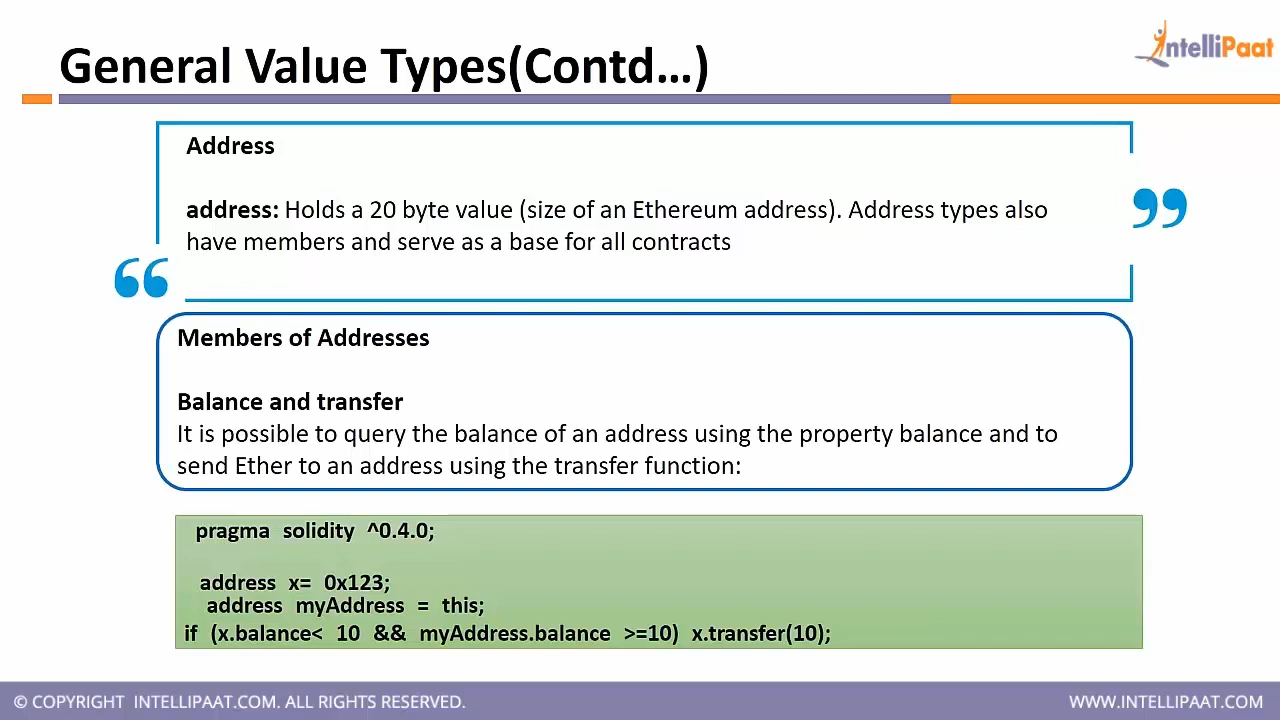 General Value Types(Contd...)
IntelliPaat
Address
address: Holds a 20 byte value (size of an Ethereum address). Address types also
have members and serve as a base for all contracts
Members of Addresses
Balance and transfer
It is possible to query the balance of an address using the property balance and to
send Ether to an address using the transfer function:
pragma solidity ^0.4.0;
address x= 0x123;
address myAddress = this;
if (x.balance< 10 && myAddress.balance >=10) x.transfer(10);
© COPYRIGHT INTELLIPAAT.COM. ALL RIGHTS RESERVED.
WWW.INTELLIPAAT.COM